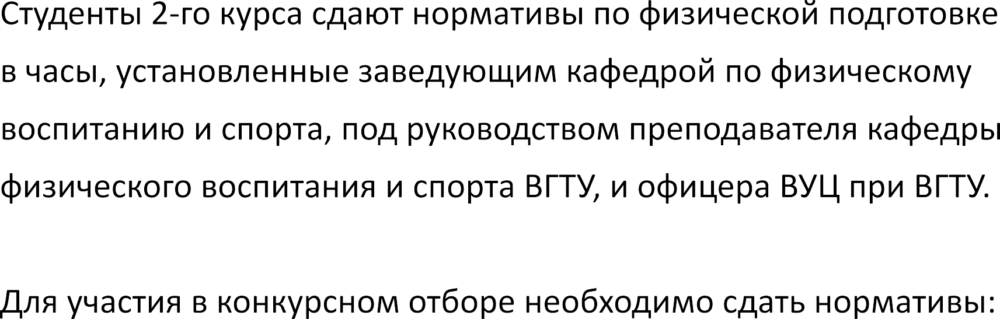 Студенты 2-го курса сдают нормативы по физической подготовке
в часы, установленные заведующим кафедрой по физическому
воспитанию и спорта, под руководством преподавателя кафедры
физического воспитания и спорта ВГТУ, и офицера ВУЦ при ВГТУ.
Для участия в конкурсном отборе необходимо сдать нормативы: